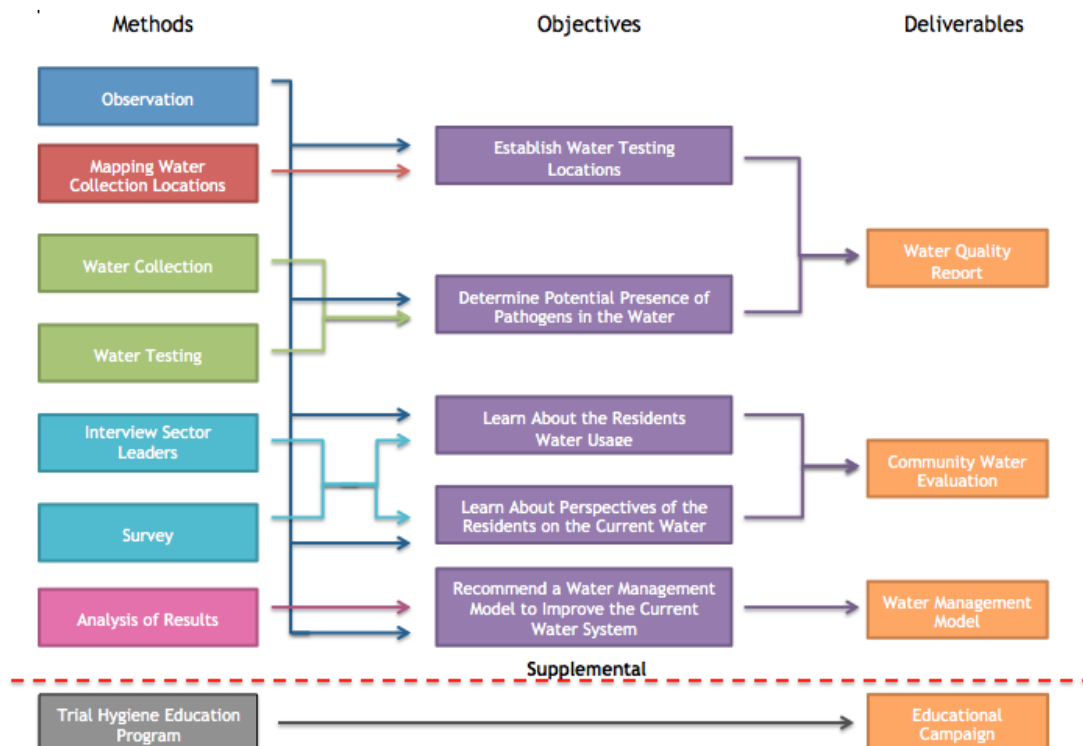 Methods
Objectives
Deliverables
Observation
Mapping Water
Collection Locations
Water Collection
Water Testing
Interview Sector
Leaders
Survey
Analysis of Results
Establish Water Testing
Locations
Determine Potential Presence of
Pathogens in the Water
Learn About the Residents
Water Usage
Learn About Perspectives of the
Residents on the Current Water
Recommend a Water Management
Model to Improve the Current
Water System
Water Quality
Report
Community Water
Evaluation
Water Management
Model
Supplemental
Trial Hygiene Education
Program
Educational
Campaign